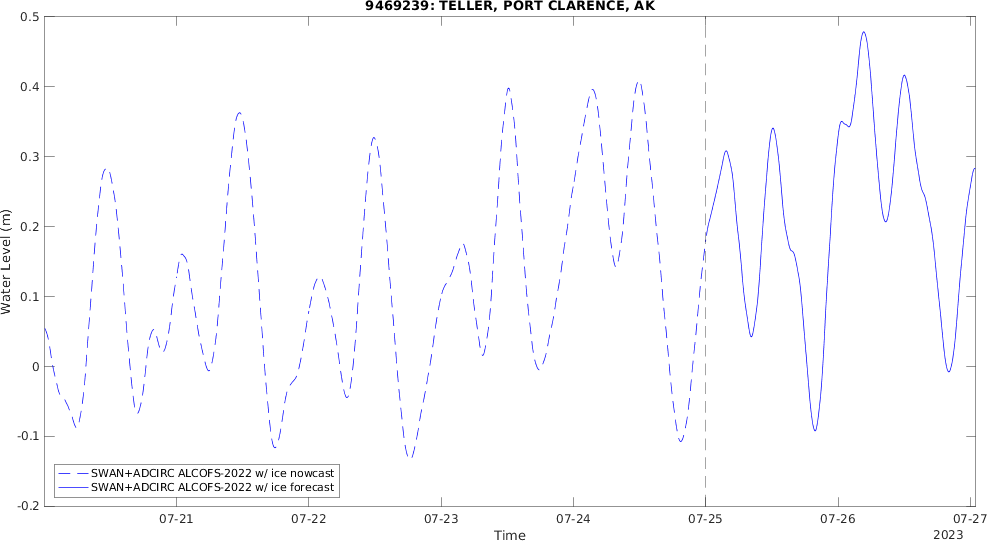 9469239: TELLER, PORT CLARENCE, AK
0.5
0.4
0.3
0.2
0.1
0
-0.1
-0.2
Water Level (m)
SWAN+ADCIRC ALCOFS-2022 w/ ice nowcast
SWAN+ADCIRC ALCOFS-2022 w/ ice forecast
07-21 07-22 07-23 07-24 07-25 07-26 07-27
Time 2023